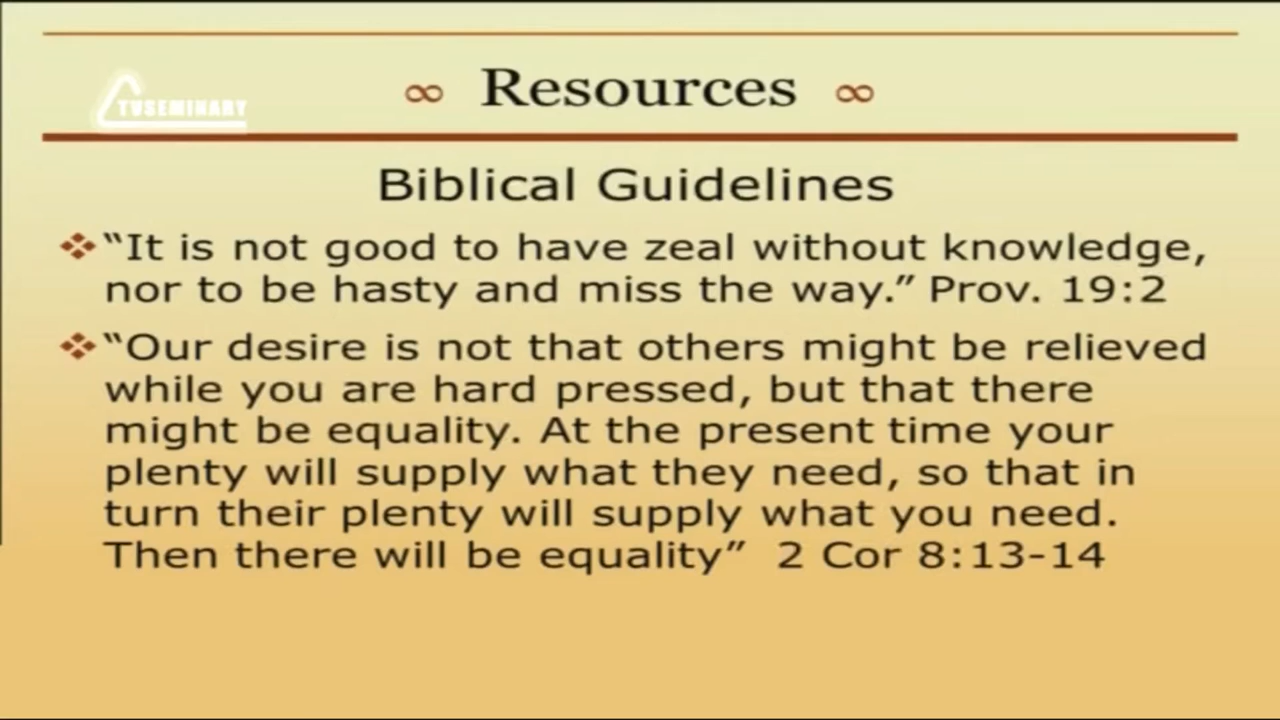 TVSEMINARY
∞ Resources ∞
Biblical Guidelines
❖“It is not good to have zeal without knowledge,
nor to be hasty and miss the way.” Prov. 19:2
❖“Our desire is not that others might be relieved
while you are hard pressed, but that there
might be equality. At the present time your
plenty will supply what they need, so that in
turn their plenty will supply what you need.
Then there will be equality”  2 Cor 8:13-14